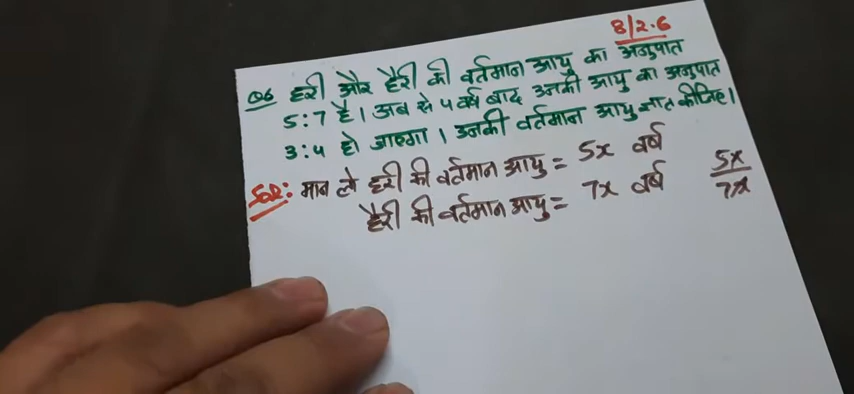 8/2.6
Q6 हरी और हैरी की वर्तमान आयु का अनुपात
5:7 है। अब से 4 वर्ष बाद उनकी आयु का अनुपात
3:4 हो जाएगा। उनकी वर्तमान आयु ज्ञात कीजिए।
Sol: मान लो हरी की वर्तमान आयु = 5x वर्ष
हैरी की वर्तमान आयु = 7x वर्ष
5x
7x